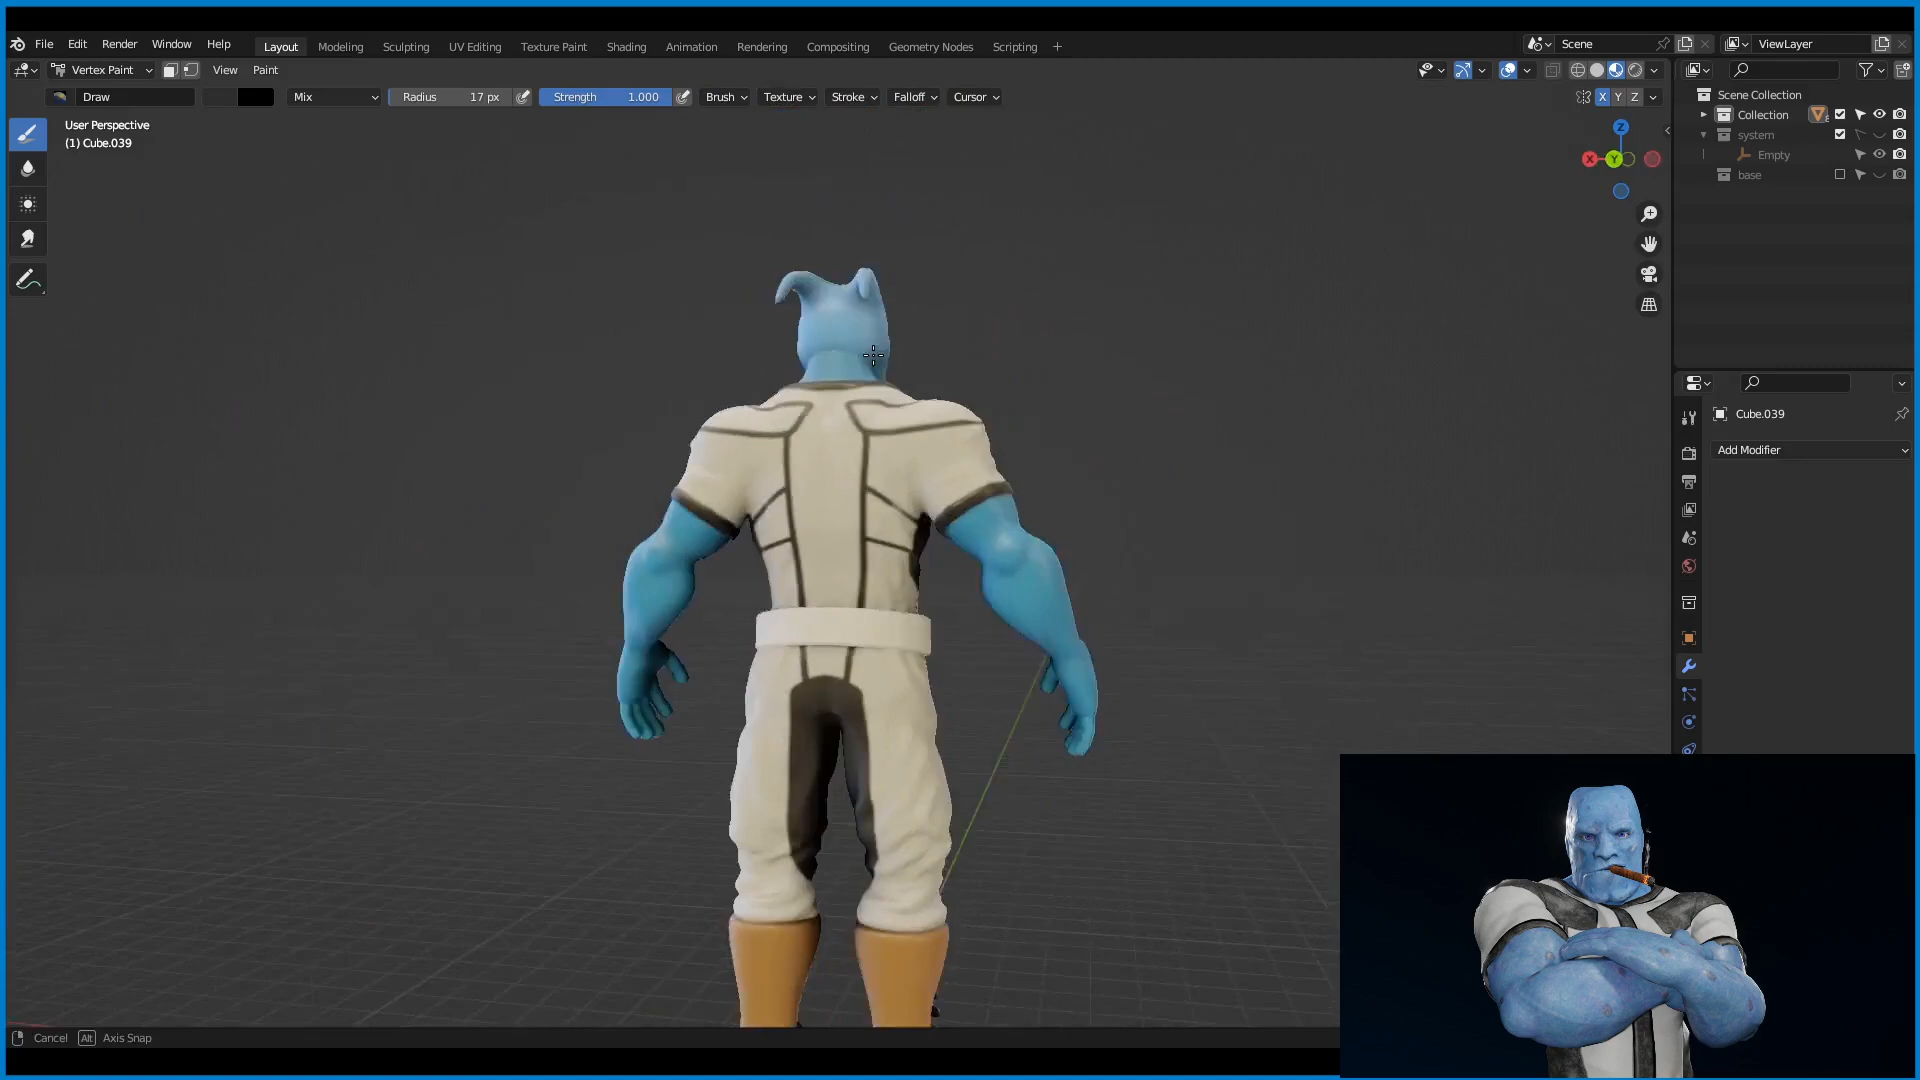 File Edit Render Window Help Layout Modeling Sculpting UV Editing Texture Paint Shading Animation Rendering Compositing Geometry Nodes Scripting + Scene ViewLayer
Vertex Paint View Paint
Draw Mix Radius 17 px Strength 1.000 Brush Texture Stroke Falloff Cursor X Y Z
Scene Collection
Collection
system
Empty
base
User Perspective
(1) Cube.039
Z
X Y
Cube.039
Add Modifier
Cancel Alt Axis Snap